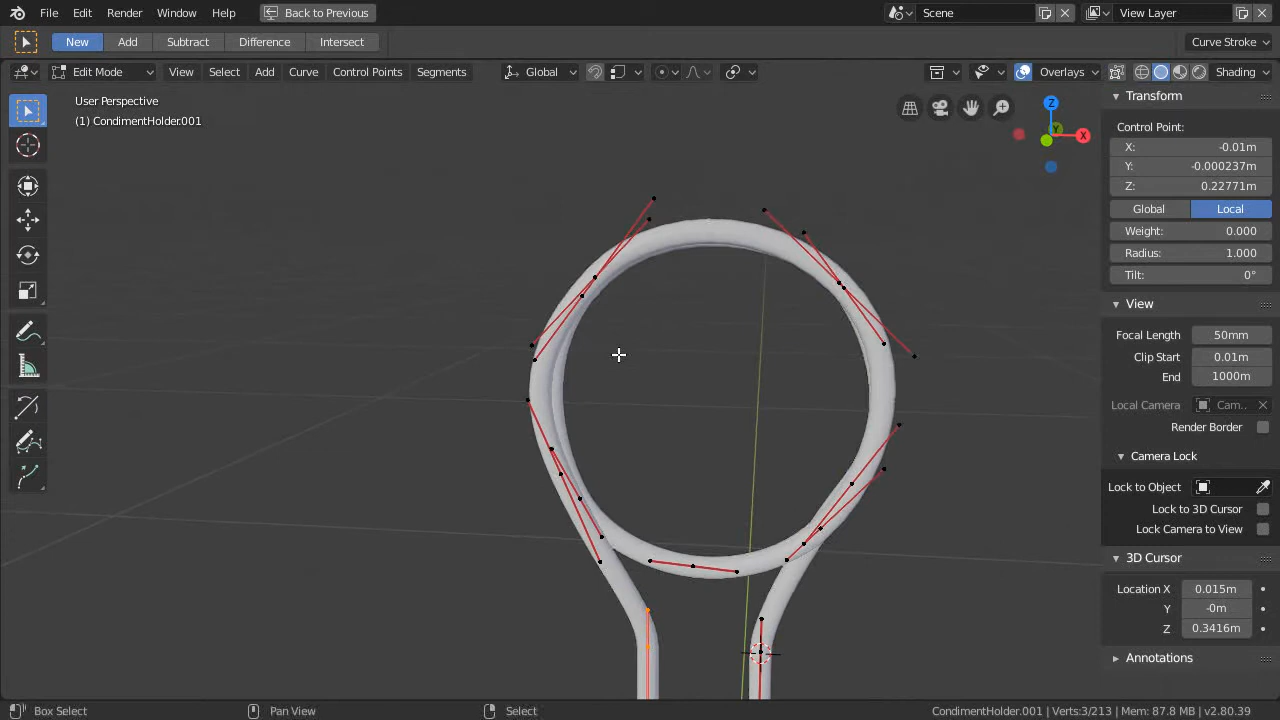 File Edit Render Window Help Back to Previous Scene View Layer
New Add Subtract Difference Intersect Curve Stroke
Edit Mode View Select Add Curve Control Points Segments Global Overlays Shading
User Perspective
(1) CondimentHolder.001
Z
Y
X
Transform
Control Point:
X: -0.01m
Y: -0.000237m
Z: 0.22771m
Global Local
Weight: 0.000
Radius: 1.000
Tilt: 0°
View
Focal Length 50mm
Clip Start 0.01m
End 1000m
Local Camera Cam..
Render Border
Camera Lock
Lock to Object
Lock to 3D Cursor
Lock Camera to View
3D Cursor
Location X 0.015m
Y -0m
Z 0.3416m
Annotations
Box Select Pan View Select CondimentHolder.001 | Verts:3/213 | Mem: 87.8 MB | v2.80.39